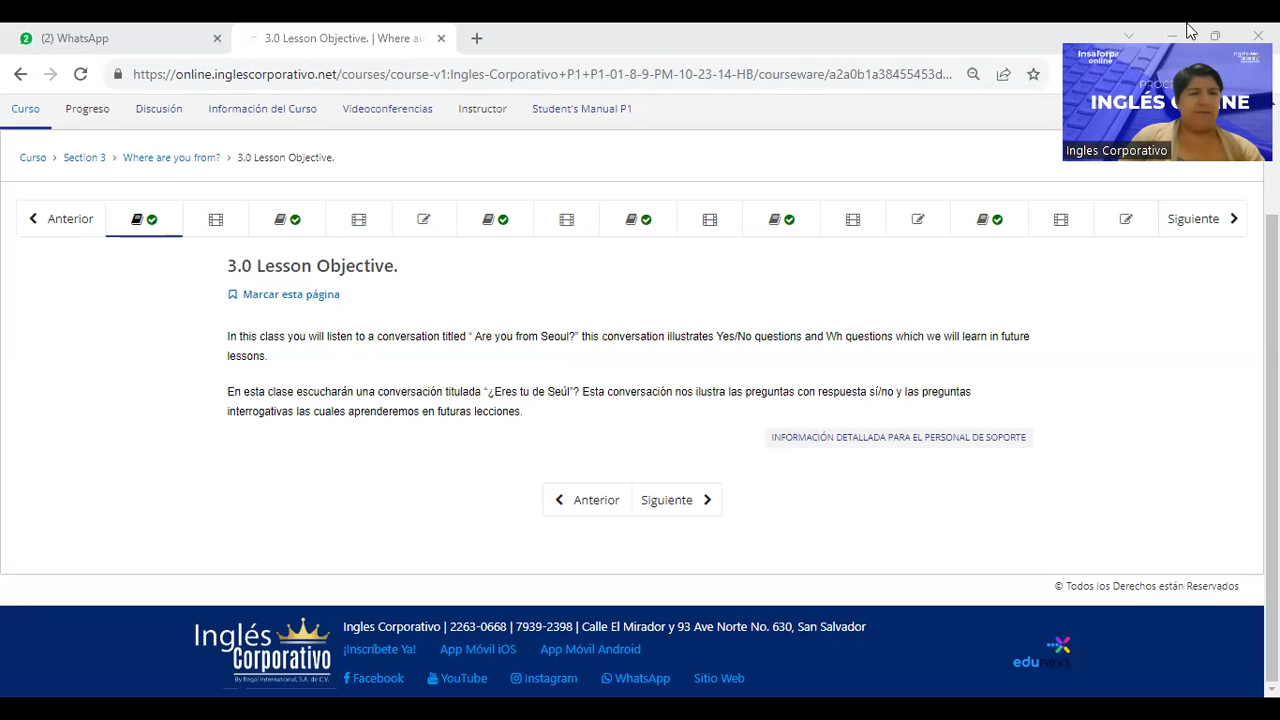 (2) WhatsApp
3.0 Lesson Objective. | Where ar
https://online.inglescorporativo.net/courses/course-v1:Ingles-Corporativo+P1+P1-01-8-9-PM-10-23-14-HB/courseware/a2a0b1a38455453d...
Curso Progreso Discusión Información del Curso Videoconferencias Instructor Student's Manual P1
Insaforp
online
INGLÉS ONLINE
Ingles Corporativo
Curso > Section 3 > Where are you from? > 3.0 Lesson Objective.
Anterior
Siguiente
3.0 Lesson Objective.
Marcar esta página
In this class you will listen to a conversation titled “ Are you from Seoul?” this conversation illustrates Yes/No questions and Wh questions which we will learn in future
lessons.
En esta clase escucharán una conversación titulada “¿Eres tu de Seúl”? Esta conversación nos ilustra las preguntas con respuesta sí/no y las preguntas
interrogativas las cuales aprenderemos en futuras lecciones.
INFORMACIÓN DETALLADA PARA EL PERSONAL DE SOPORTE
Anterior Siguiente
© Todos los Derechos están Reservados
Inglés
Corporativo
By Regal International, S.A. de C.V.
Ingles Corporativo | 2263-0668 | 7939-2398 | Calle El Mirador y 93 Ave Norte No. 630, San Salvador
¡Inscríbete Ya! App Móvil iOS App Móvil Android
Facebook YouTube Instagram WhatsApp Sitio Web
edunext